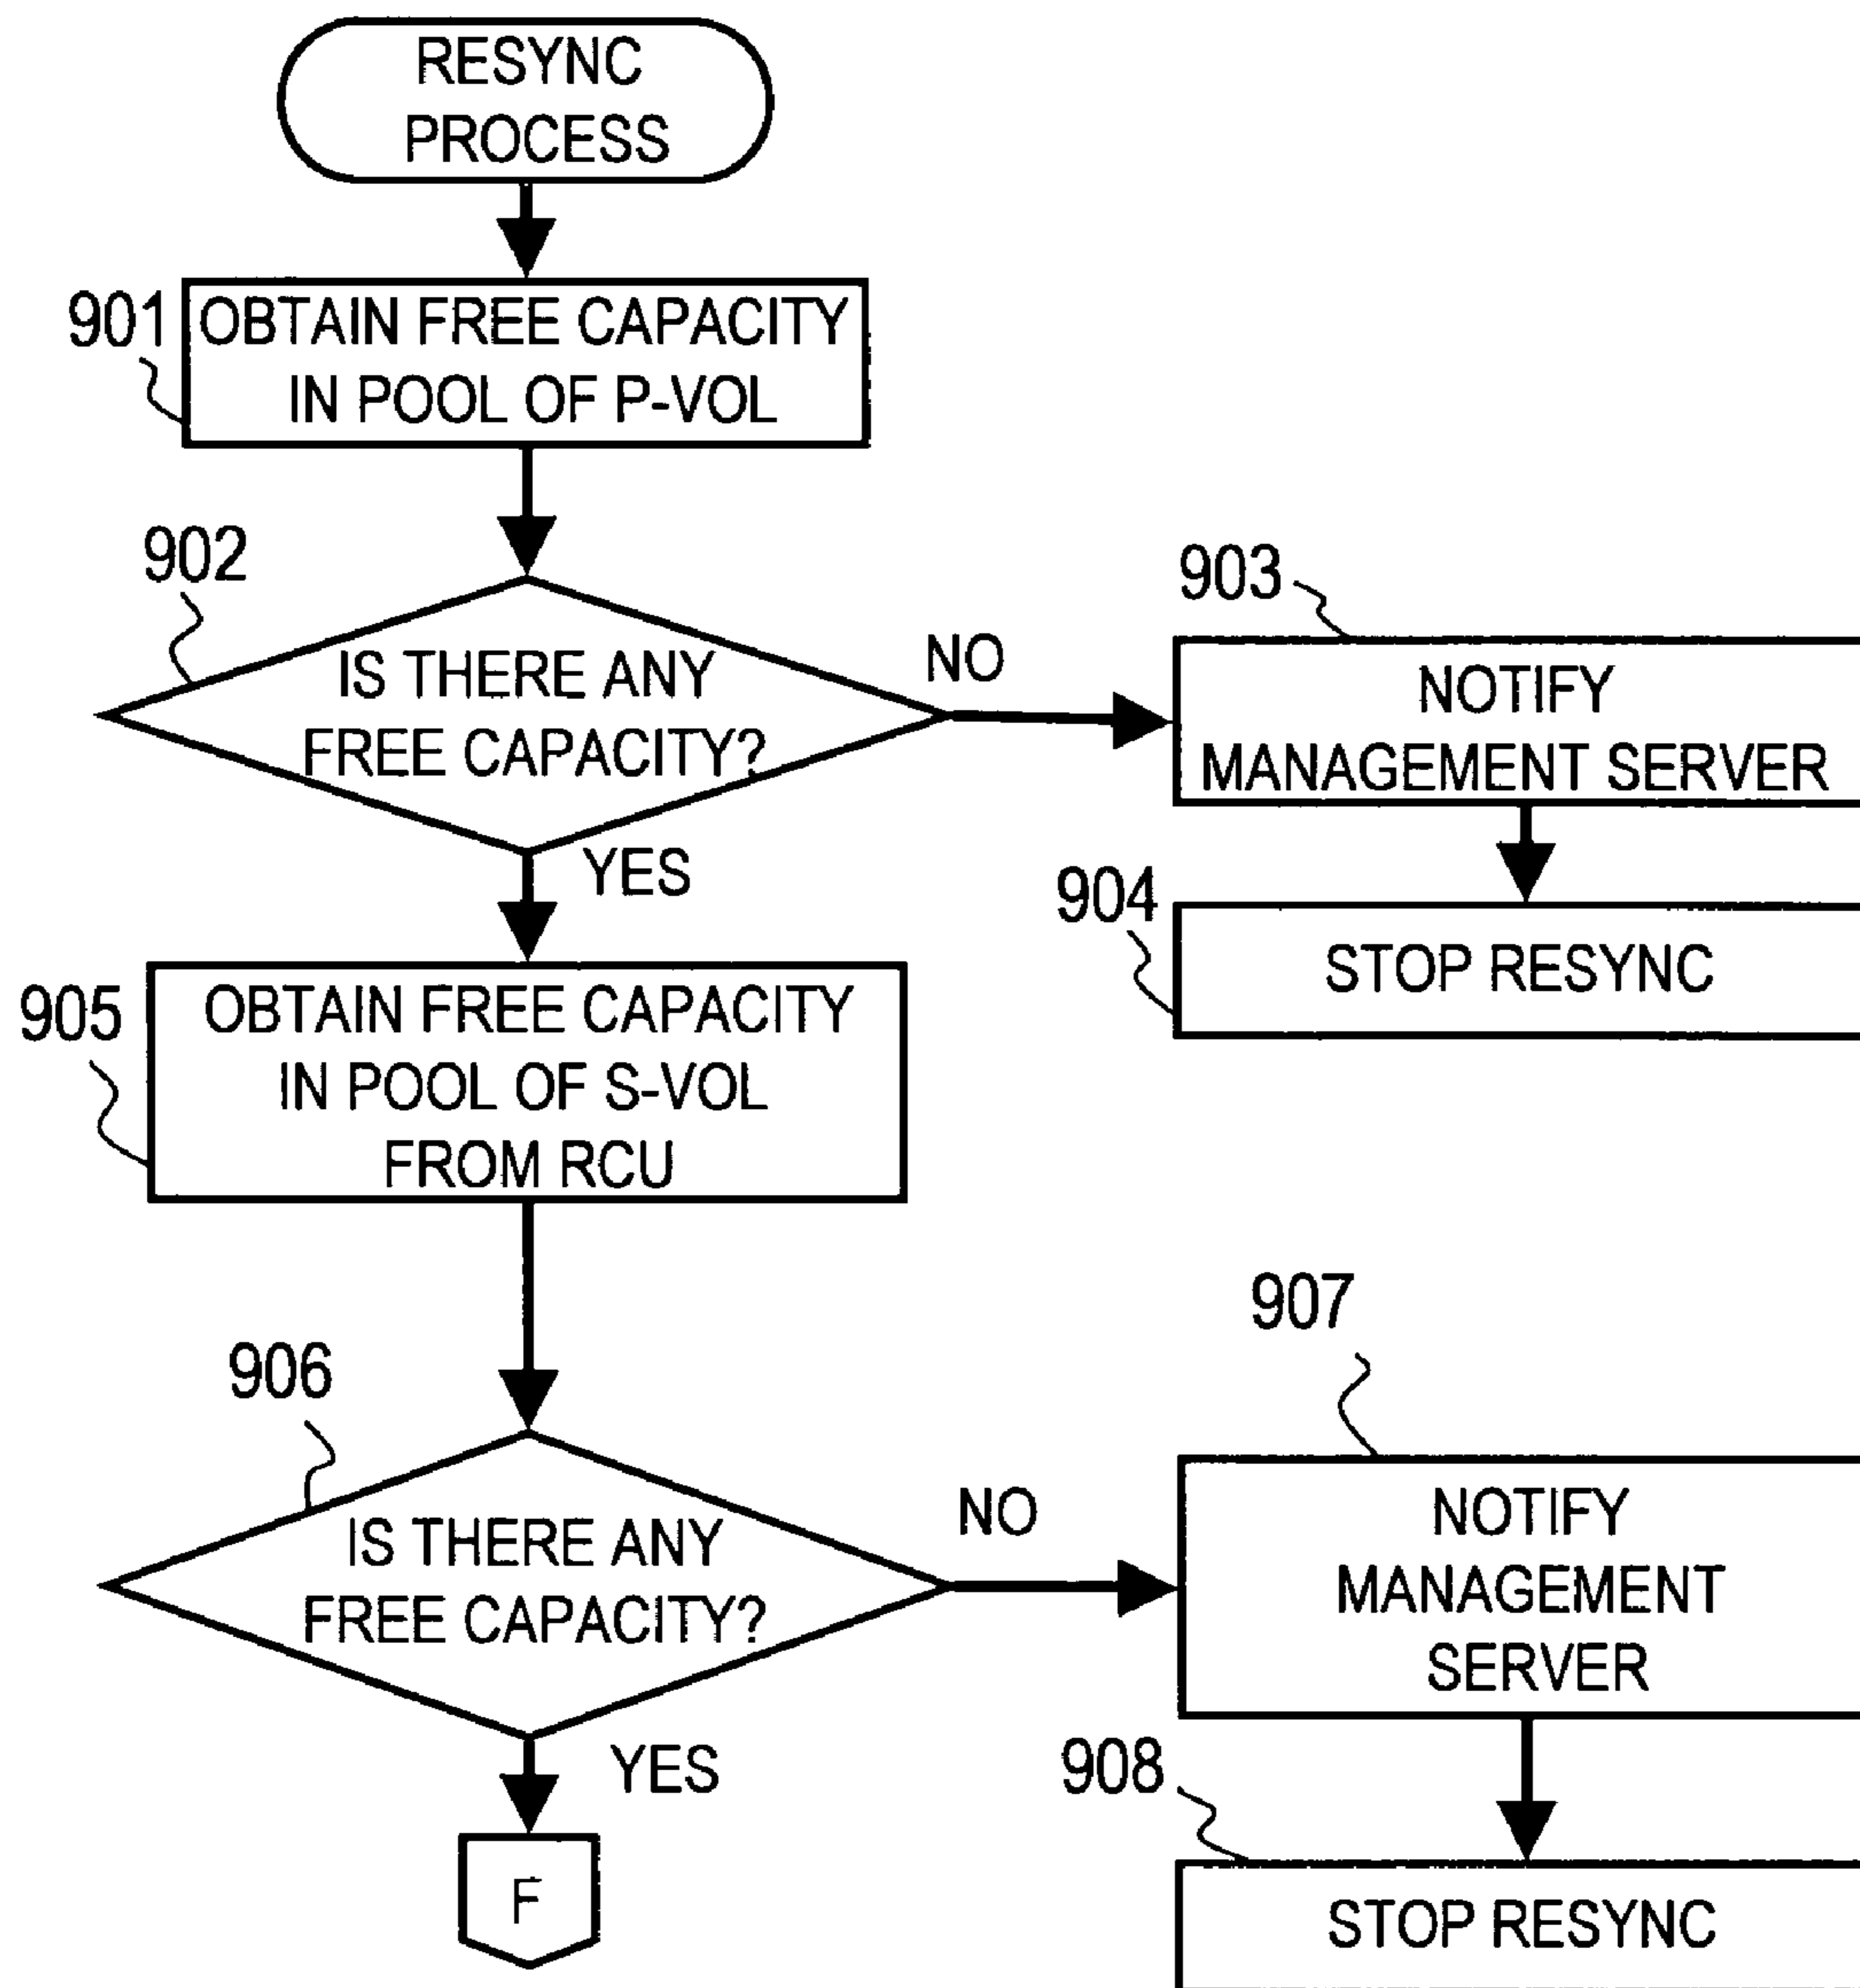 RESYNC
PROCESS
901
OBTAIN FREE CAPACITY
IN POOL OF P-VOL
902
IS THERE ANY
FREE CAPACITY?
NO
YES
903
NOTIFY
MANAGEMENT SERVER
904
STOP RESYNC
905
OBTAIN FREE CAPACITY
IN POOL OF S-VOL
FROM RCU
906
IS THERE ANY
FREE CAPACITY?
NO
YES
907
NOTIFY
MANAGEMENT
SERVER
908
STOP RESYNC
F